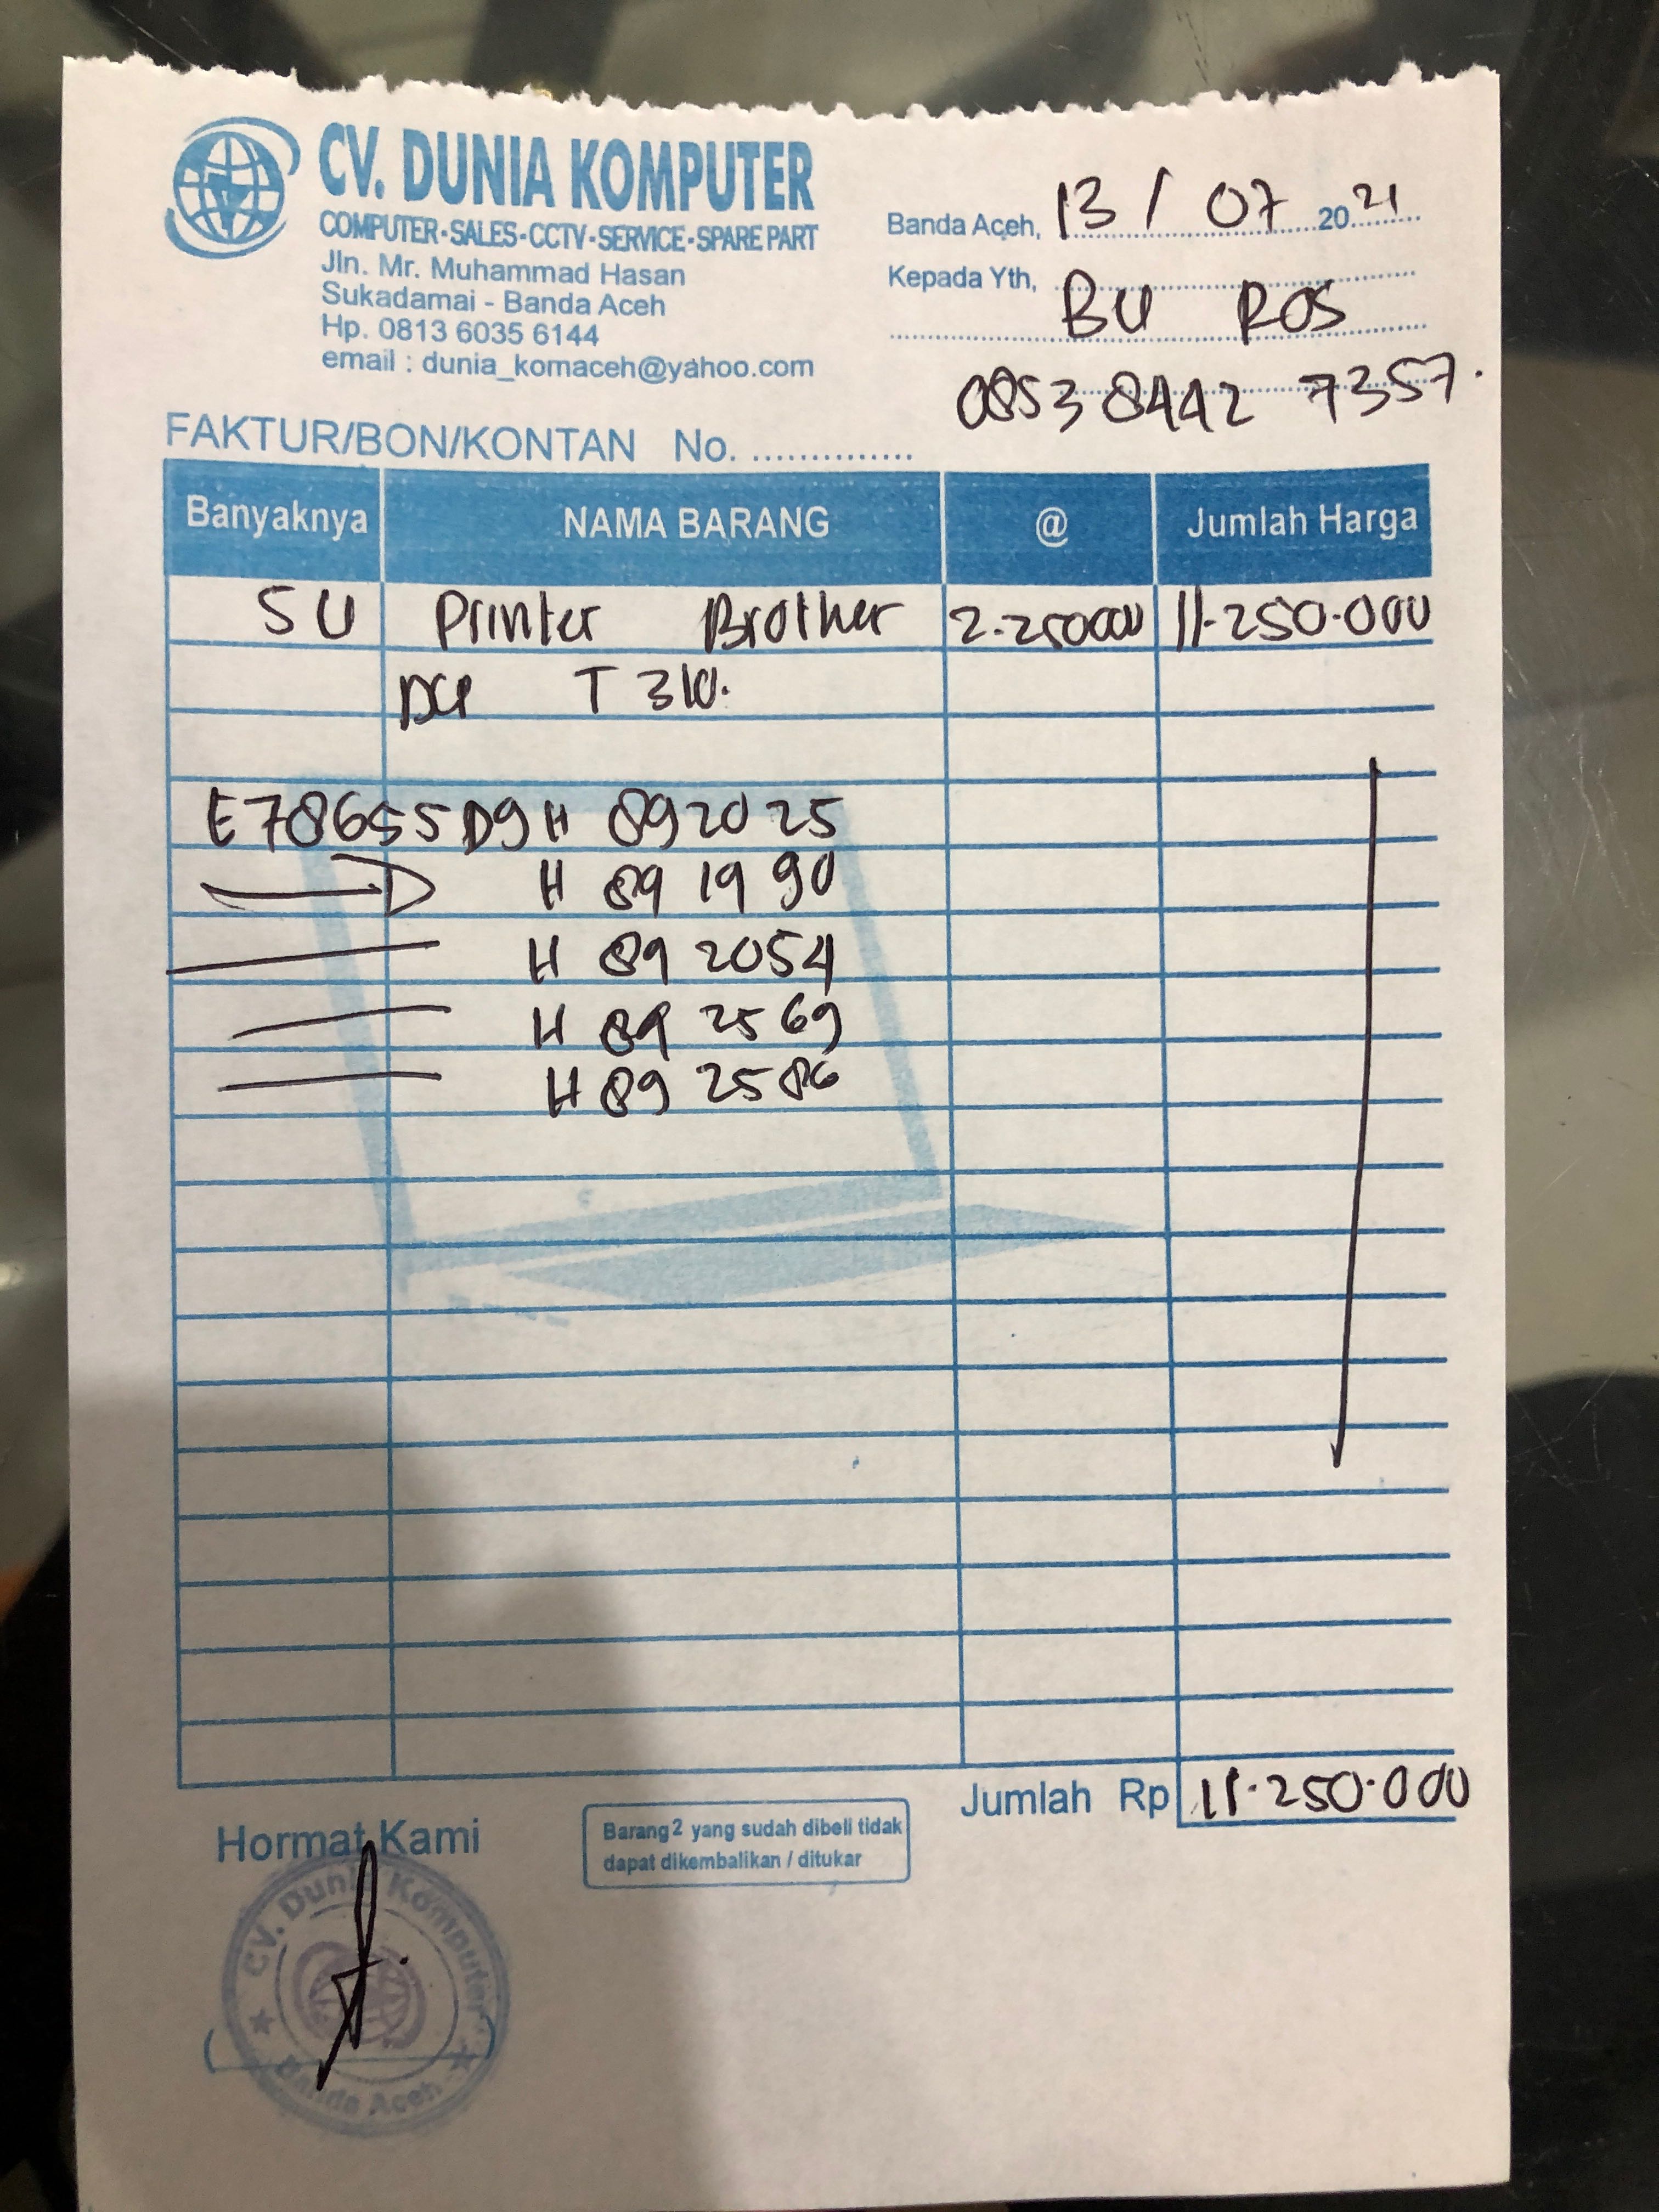 CV. DUNIA KOMPUTER
COMPUTER-SALES-CCTV-SERVICE-SPARE PART
Jln. Mr. Muhammad Hasan
Sukadamai - Banda Aceh
Hp. 0813 6035 6144
email : dunia_komaceh@yahoo.com
Banda Aceh, 13 / 07 2021
Kepada Yth,
BU ROS
0853 8442 7357.
FAKTUR/BON/KONTAN No. ..............
Banyaknya NAMA BARANG @ Jumlah Harga
5 U Printer Brother 2.250000 11.250.000
DCP T 310.
E78655D9H 892025
H 891990
H 892054
H 892569
H 892586
Jumlah Rp 11.250.000
Hormat Kami
Barang2 yang sudah dibeli tidak
dapat dikembalikan / ditukar
CV. Dunia Komputer
Banda Aceh